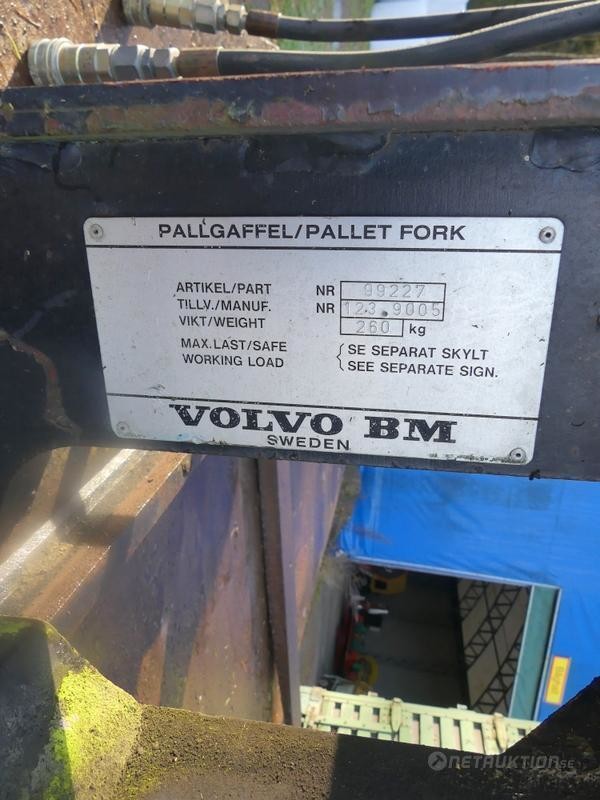 PALLGAFFEL/PALLET FORK
ARTIKEL/PART NR 99227
TILLV./MANUF. NR 123.9005
VIKT/WEIGHT 260 kg
MAX.LAST/SAFE { SE SEPARAT SKYLT
WORKING LOAD SEE SEPARATE SIGN.
VOLVO BM
SWEDEN
NETAUKTION.SE